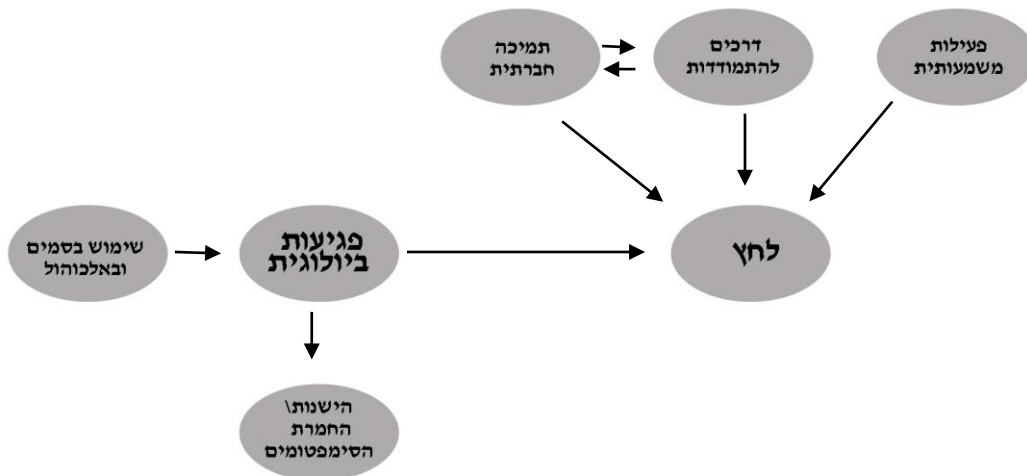 פעילות
משמעותית
דרכים
להתמודדות
תמיכה
חברתית
לחץ
פגיעות
ביולוגית
שימוש בסמים
ובאלכוהול
הישנות\
החמרת
הסימפטומים